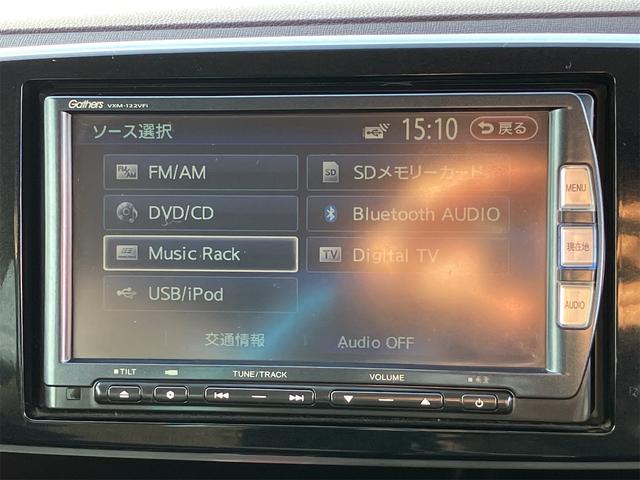 Gathers VXM-122VFi
ソース選択 15:10 戻る
FM/AM SD SDメモリーカード
DVD/CD Bluetooth AUDIO
Music Rack TV Digital TV
USB/iPod
交通情報 Audio OFF
MENU
現在地
AUDIO
TILT TUNE/TRACK VOLUME